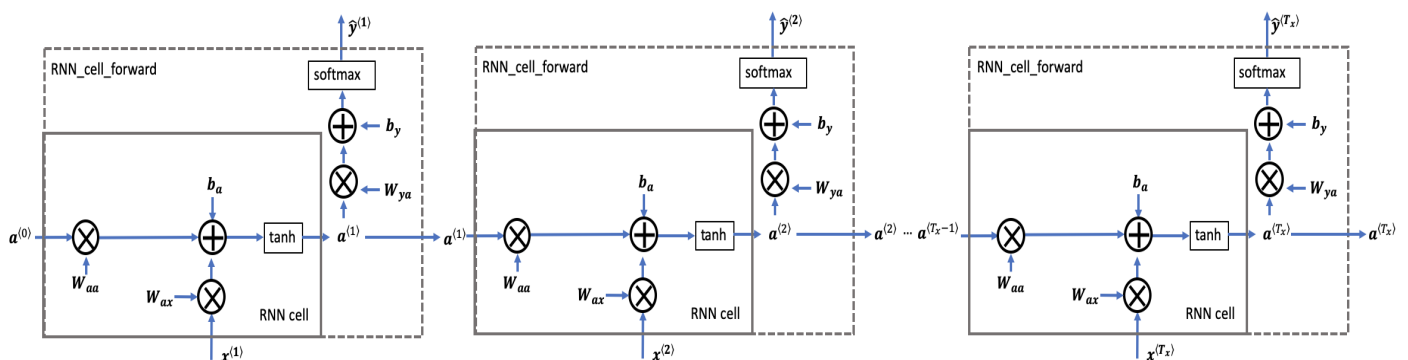 ŷ⟨1⟩
RNN_cell_forward
softmax
b_y
W_ya
b_a
a⟨0⟩
tanh
a⟨1⟩
W_aa
W_ax
RNN cell
x⟨1⟩
ŷ⟨2⟩
RNN_cell_forward
softmax
b_y
W_ya
b_a
a⟨1⟩
tanh
a⟨2⟩
W_aa
W_ax
RNN cell
x⟨2⟩
a⟨2⟩ ... a⟨T_x−1⟩
ŷ⟨T_x⟩
RNN_cell_forward
softmax
b_y
W_ya
b_a
tanh
a⟨T_x⟩
a⟨T_x⟩
W_aa
W_ax
RNN cell
x⟨T_x⟩